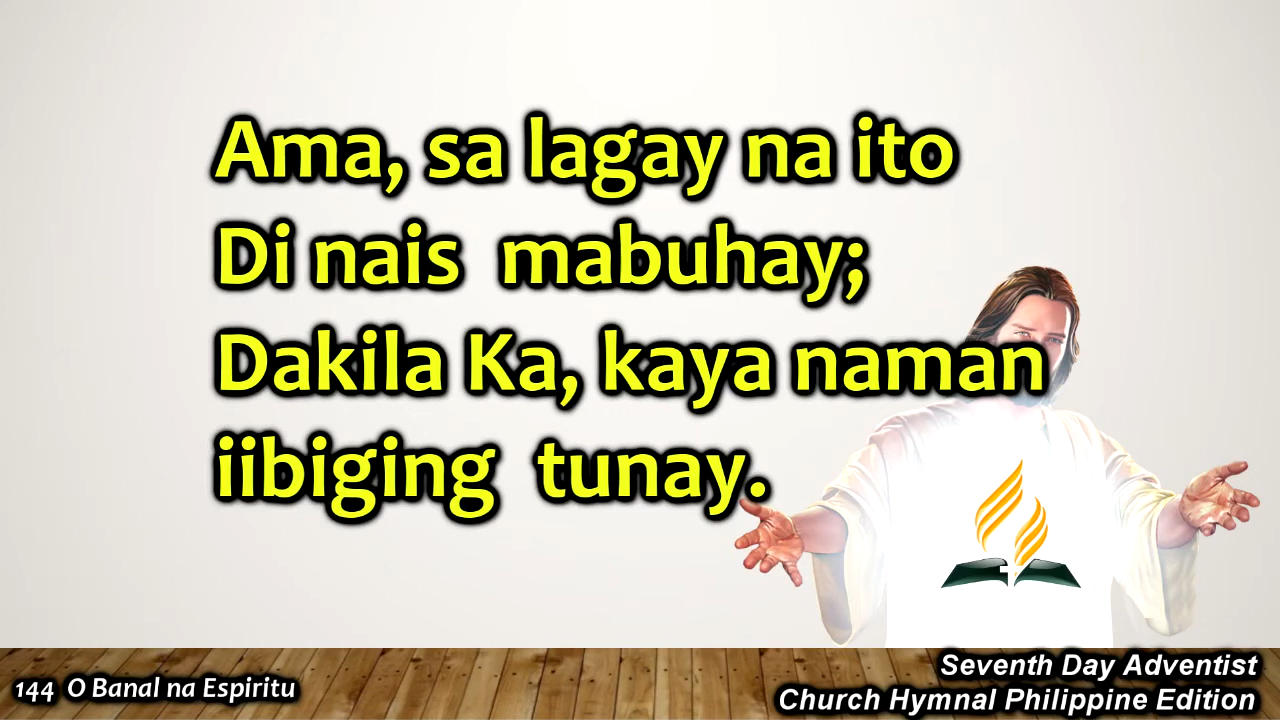 Ama, sa lagay na ito
Di nais mabuhay;
Dakila Ka, kaya naman
iibiging tunay.
144 O Banal na Espiritu
Seventh Day Adventist
Church Hymnal Philippine Edition